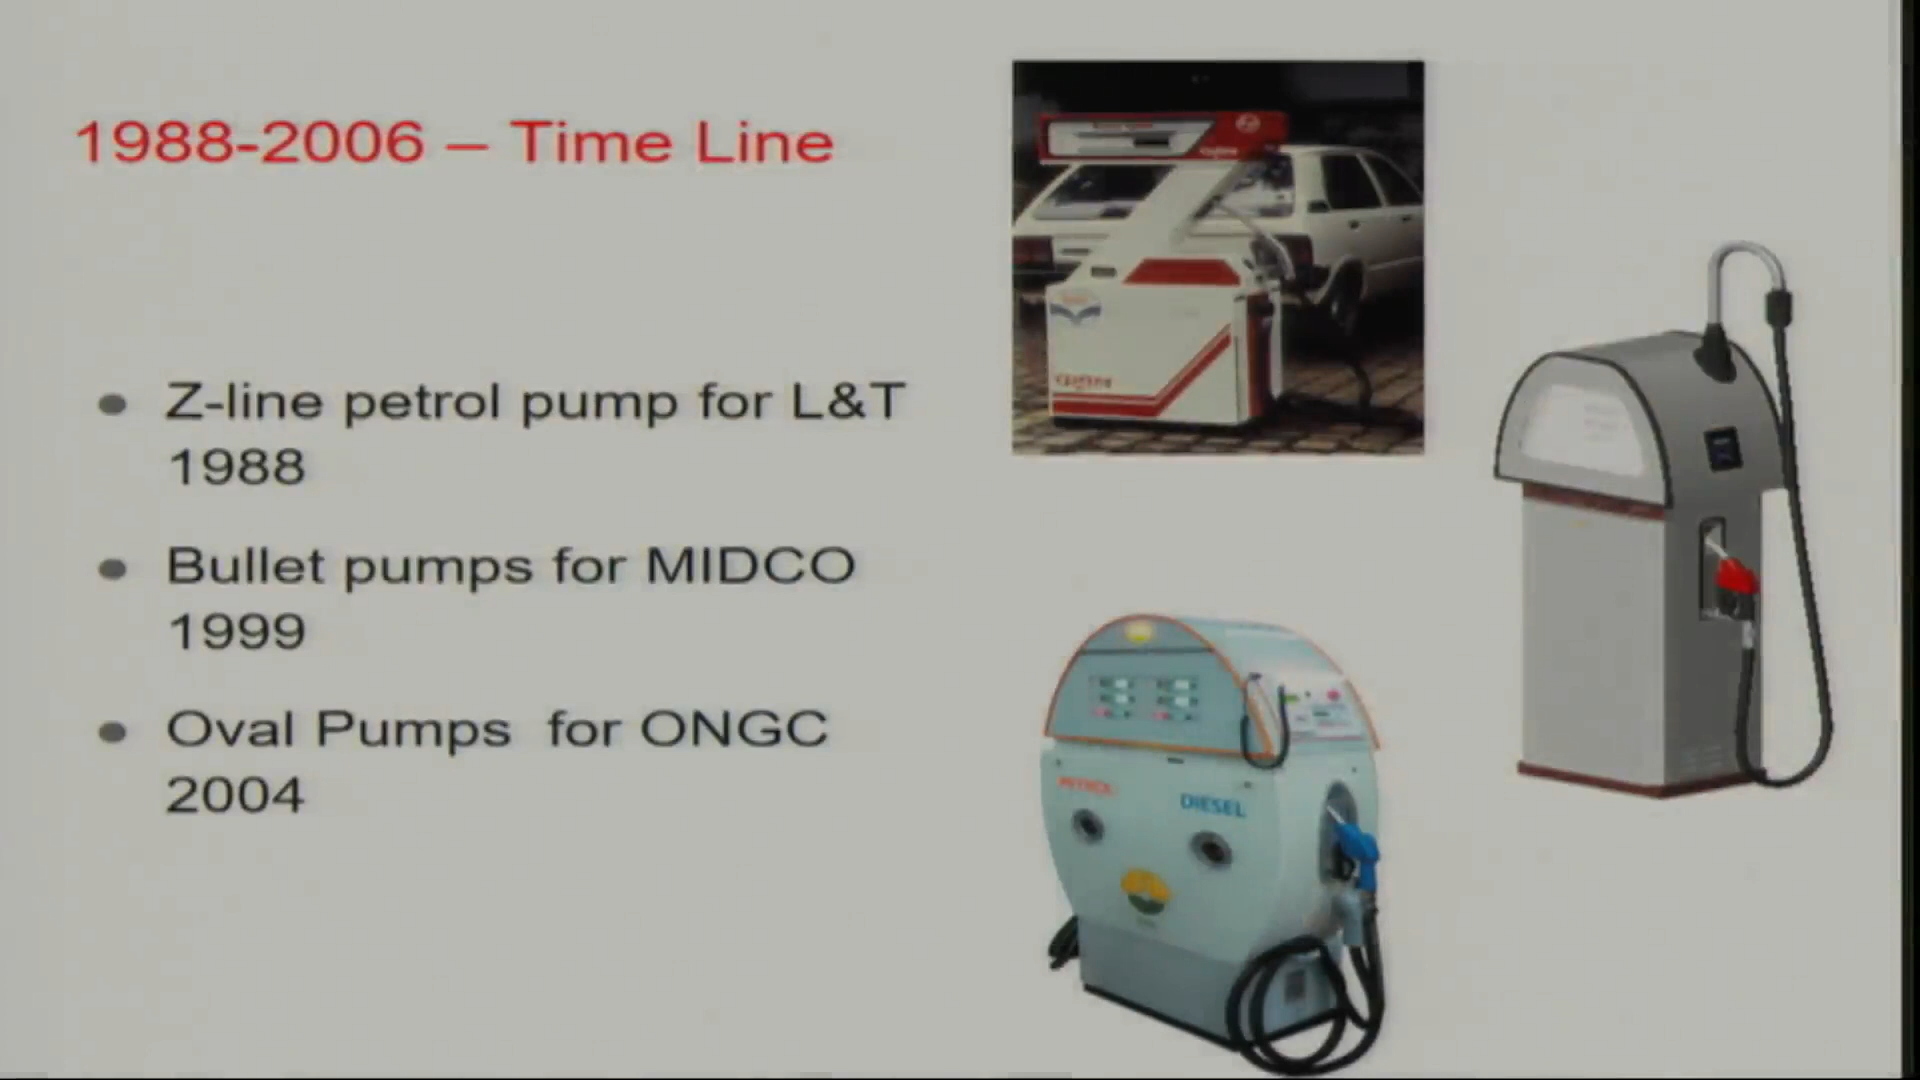 1988-2006 – Time Line
Z-line petrol pump for L&T
1988
Bullet pumps for MIDCO
1999
Oval Pumps for ONGC
2004
PETROL
DIESEL